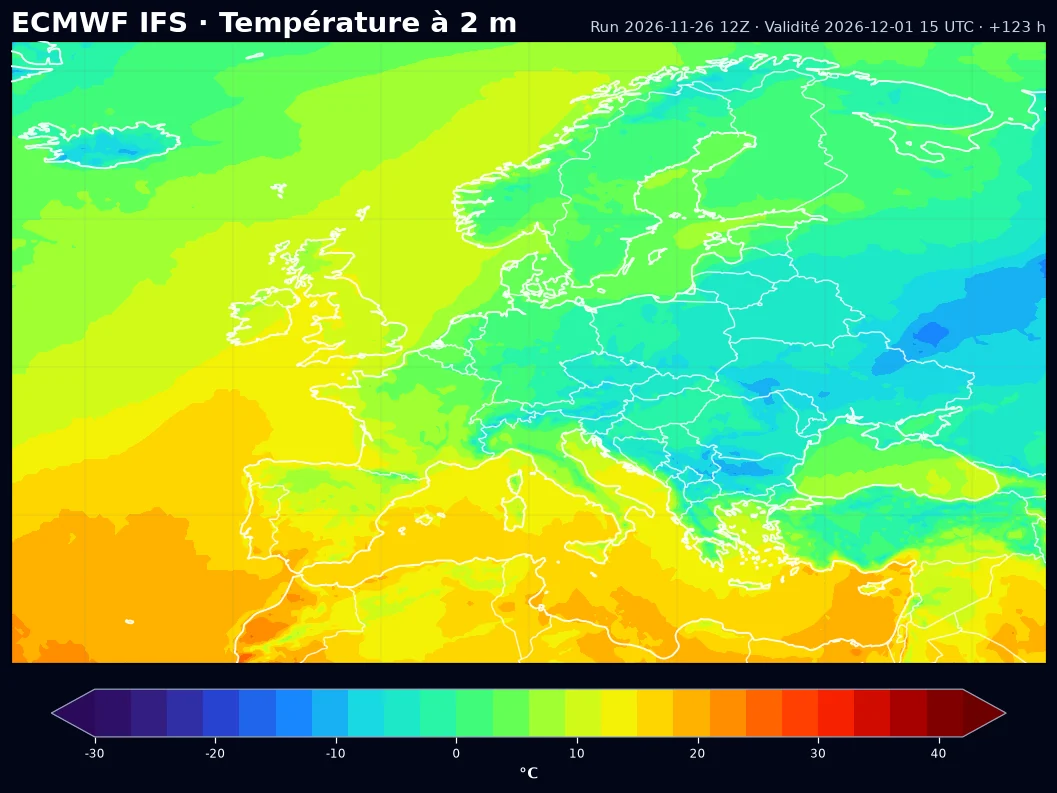 ECMWF IFS · Température à 2 m
Run 2026-11-26 12Z · Validité 2026-12-01 15 UTC · +123 h
-30 -20 -10 0 10 20 30 40
°C